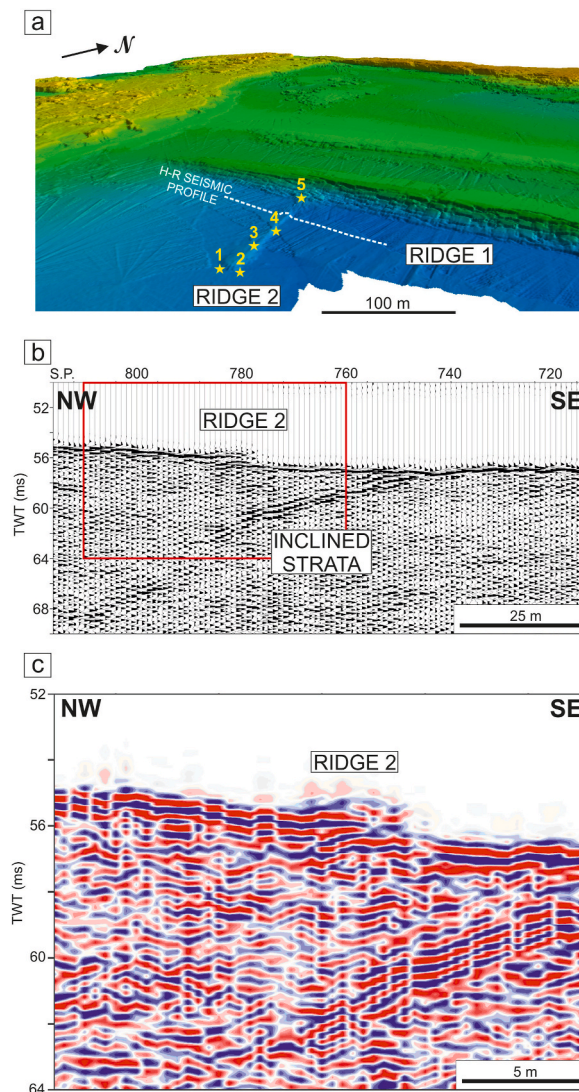 a
N
H-R SEISMIC
PROFILE
5
4
3
1
2
RIDGE 1
RIDGE 2
100 m
b
S.P.
800
780
760
740
720
NW
SE
RIDGE 2
52
56
60
64
68
TWT (ms)
INCLINED
STRATA
25 m
c
52
NW
SE
RIDGE 2
56
60
64
TWT (ms)
5 m